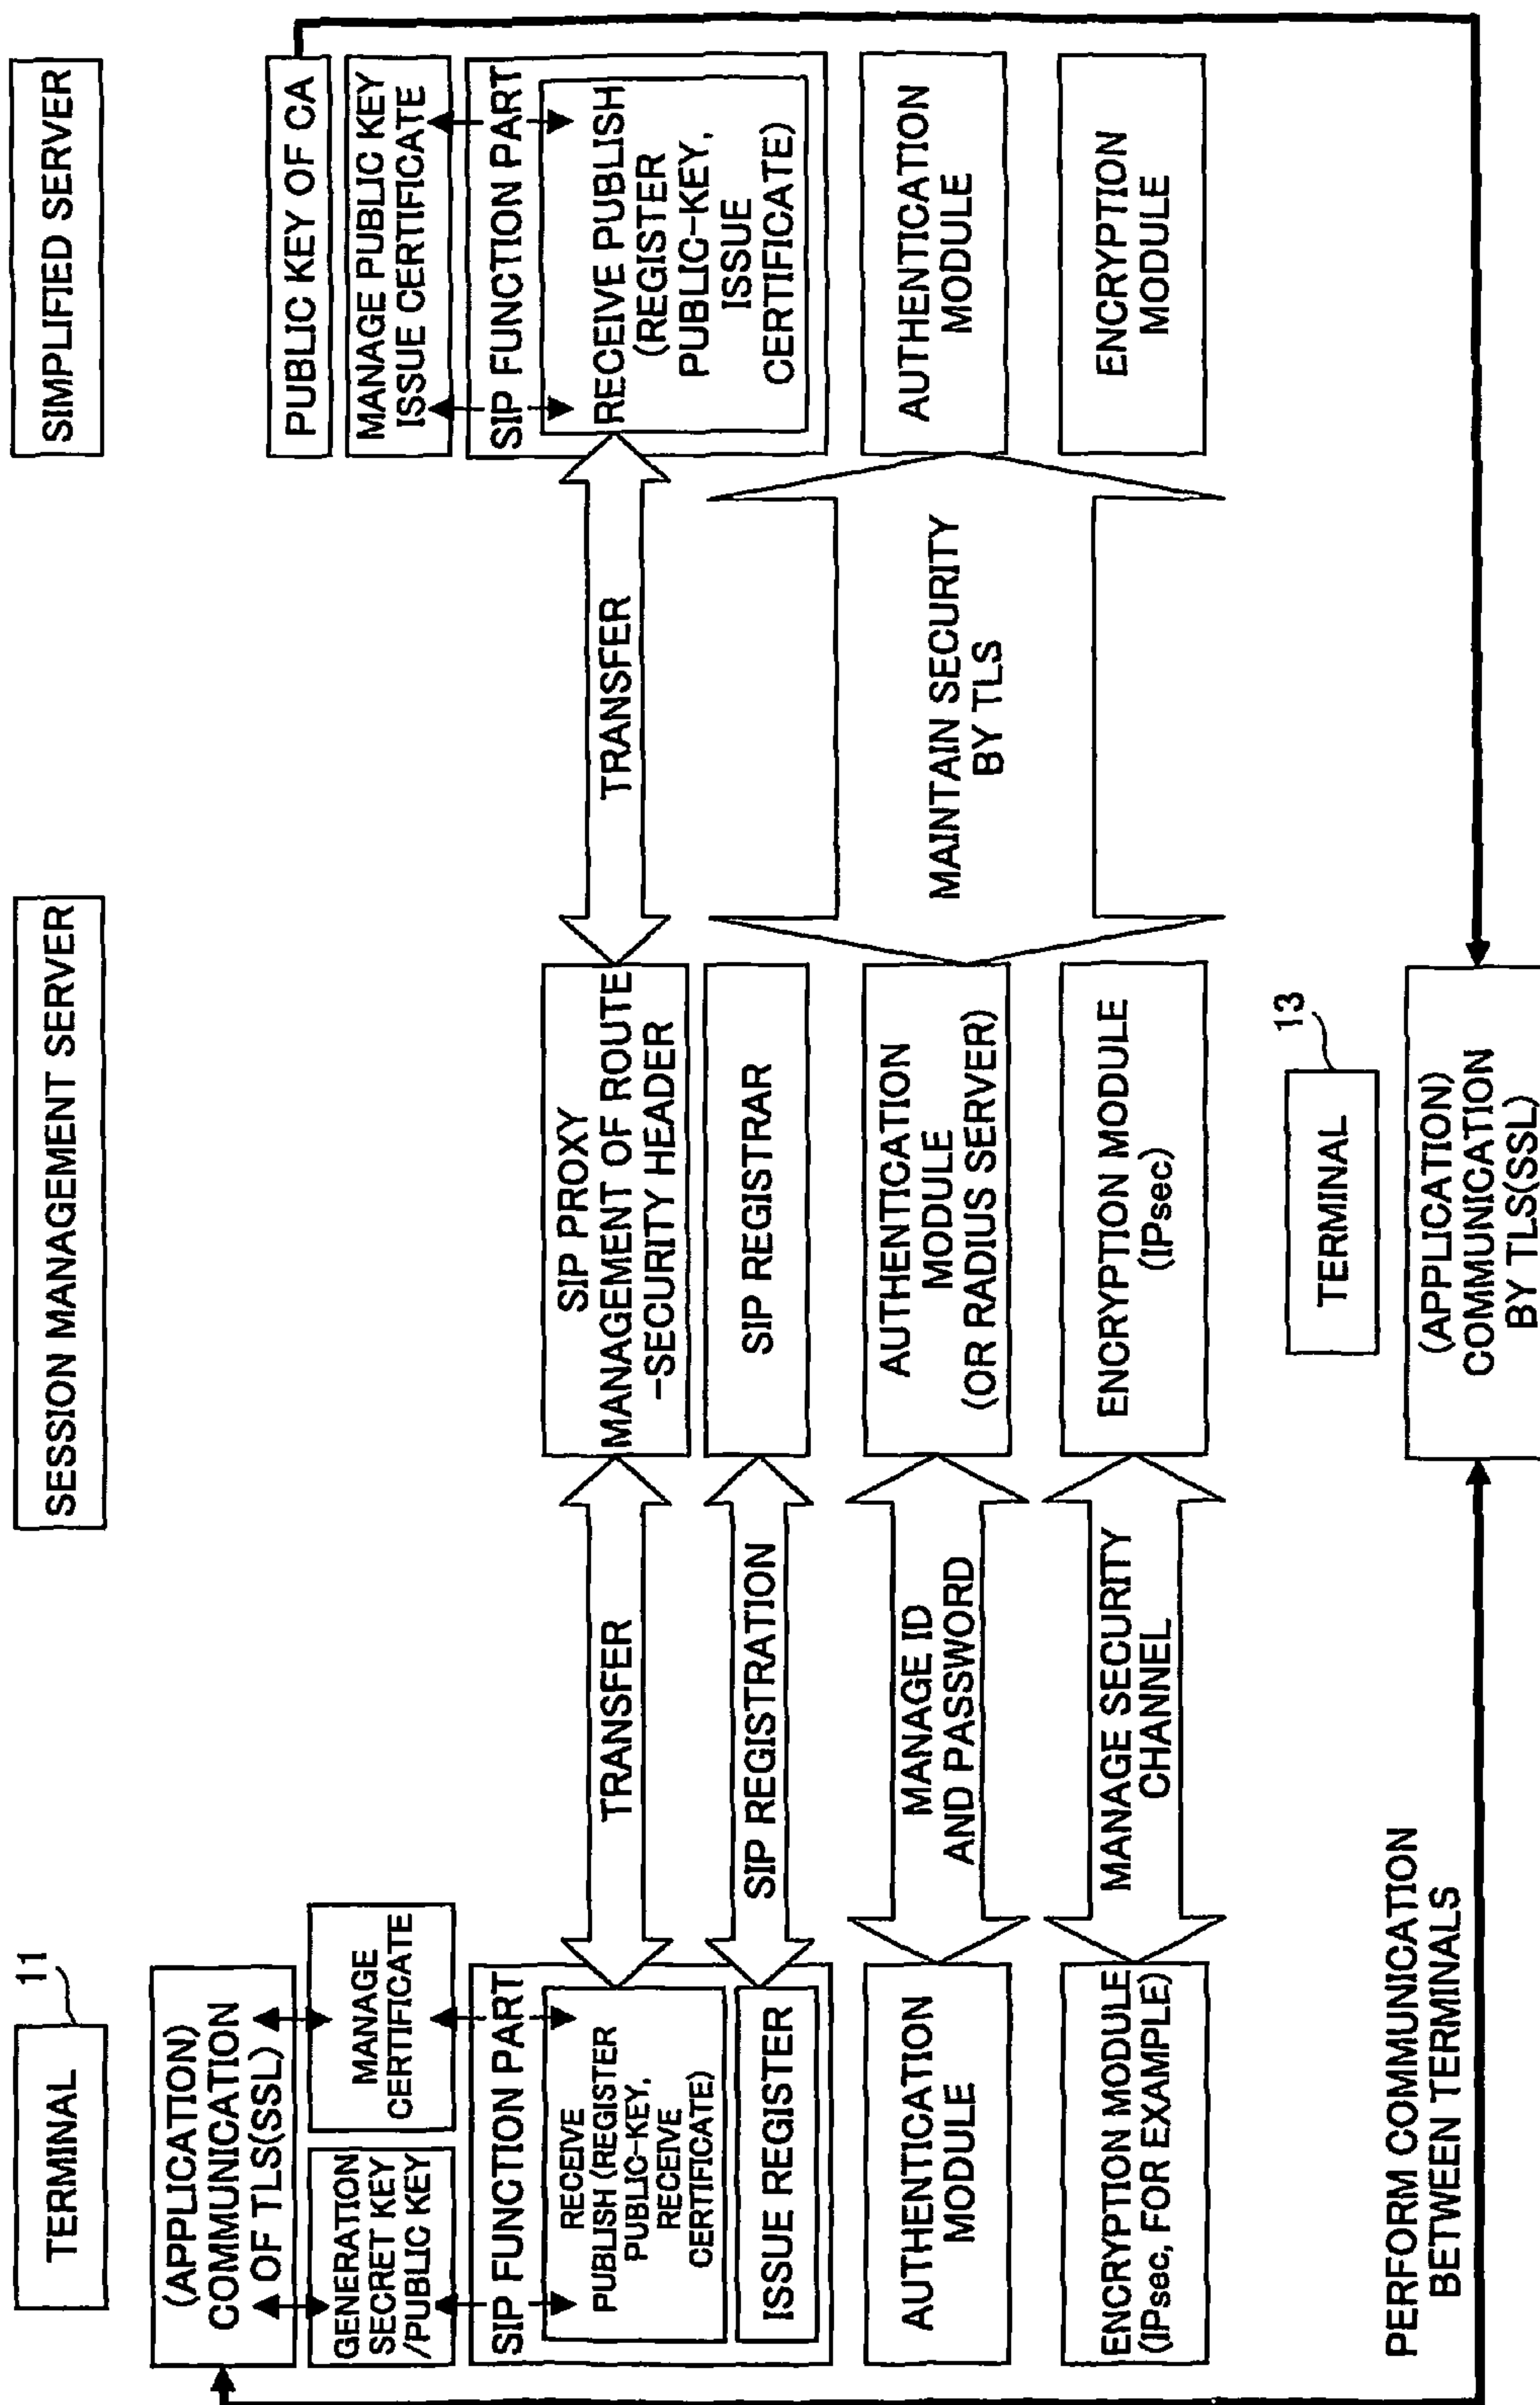 TERMINAL
11
(APPLICATION)
COMMUNICATION
OF TLS(SSL)
GENERATION
SECRET KEY
/PUBLIC KEY
MANAGE
CERTIFICATE
SIP FUNCTION PART
RECEIVE
PUBLISH (REGISTER
PUBLIC-KEY,
RECEIVE
CERTIFICATE)
ISSUE REGISTER
AUTHENTICATION
MODULE
ENCRYPTION MODULE
(IPsec, FOR EXAMPLE)
TRANSFER
SIP REGISTRATION
MANAGE ID
AND PASSWORD
MANAGE SECURITY
CHANNEL
PERFORM COMMUNICATION
BETWEEN TERMINALS
SESSION MANAGEMENT SERVER
SIP PROXY
MANAGEMENT OF ROUTE
-SECURITY HEADER
SIP REGISTRAR
AUTHENTICATION
MODULE
(OR RADIUS SERVER)
ENCRYPTION MODULE
(IPsec)
TERMINAL
13
(APPLICATION)
COMMUNICATION
BY TLS(SSL)
TRANSFER
MAINTAIN SECURITY
BY TLS
SIMPLIFIED SERVER
PUBLIC KEY OF CA
MANAGE PUBLIC KEY
ISSUE CERTIFICATE
SIP FUNCTION PART
RECEIVE PUBLISH
(REGISTER
PUBLIC-KEY,
ISSUE
CERTIFICATE)
AUTHENTICATION
MODULE
ENCRYPTION
MODULE